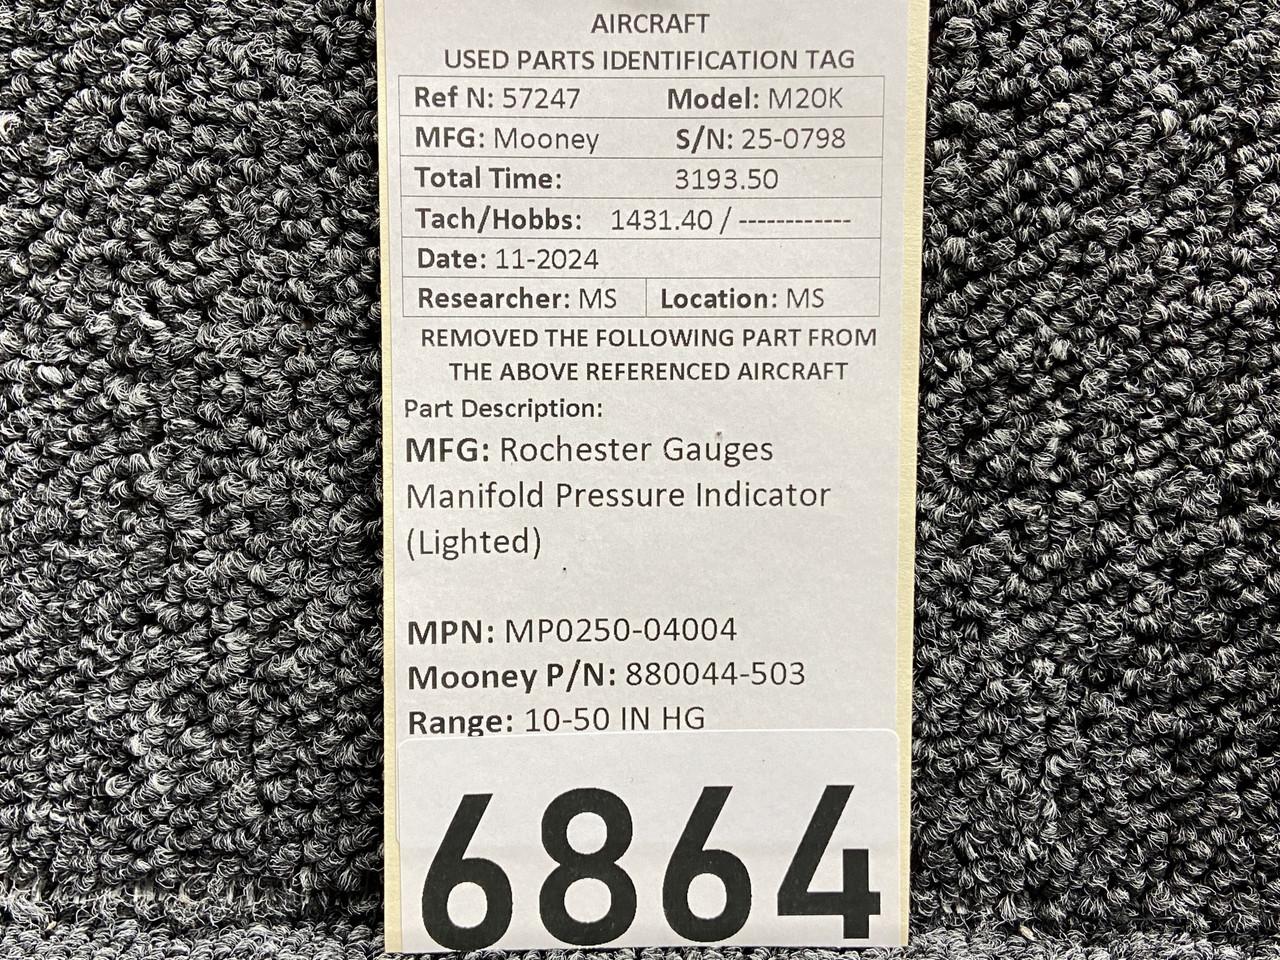 AIRCRAFT
USED PARTS IDENTIFICATION TAG
Ref N: 57247 Model: M20K
MFG: Mooney S/N: 25-0798
Total Time: 3193.50
Tach/Hobbs: 1431.40 / ------------
Date: 11-2024
Researcher: MS Location: MS
REMOVED THE FOLLOWING PART FROM
THE ABOVE REFERENCED AIRCRAFT
Part Description:
MFG: Rochester Gauges
Manifold Pressure Indicator
(Lighted)
MPN: MP0250-04004
Mooney P/N: 880044-503
Range: 10-50 IN HG
6864